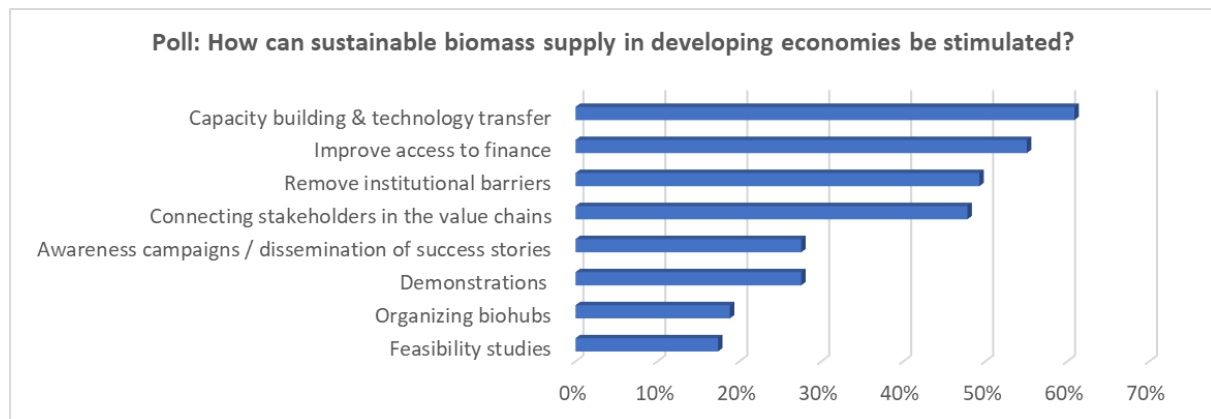 Poll: How can sustainable biomass supply in developing economies be stimulated?
Capacity building & technology transfer
Improve access to finance
Remove institutional barriers
Connecting stakeholders in the value chains
Awareness campaigns / dissemination of success stories
Demonstrations
Organizing biohubs
Feasibility studies
0% 10% 20% 30% 40% 50% 60% 70%